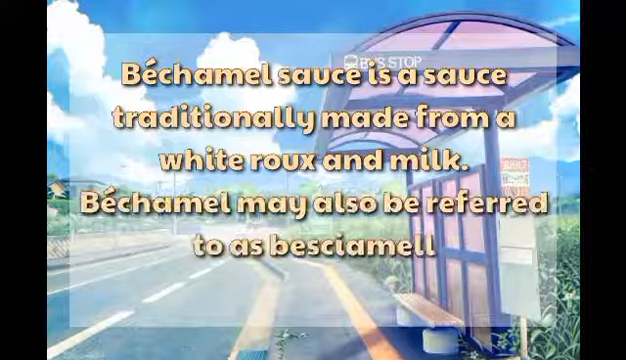 BUS STOP
Béchamel sauce is a sauce
traditionally made from a
white roux and milk.
Béchamel may also be referred
to as besciamell